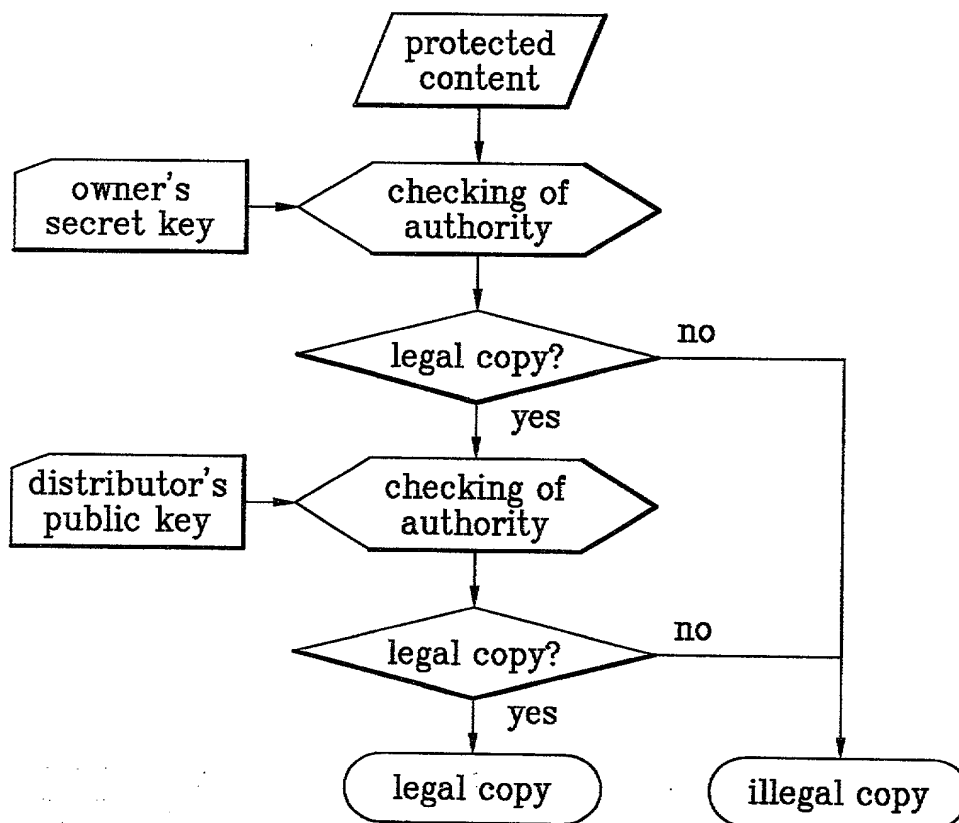 protected
content
owner's
secret key
checking of
authority
legal copy?
no
yes
distributor's
public key
checking of
authority
legal copy?
no
yes
legal copy
illegal copy